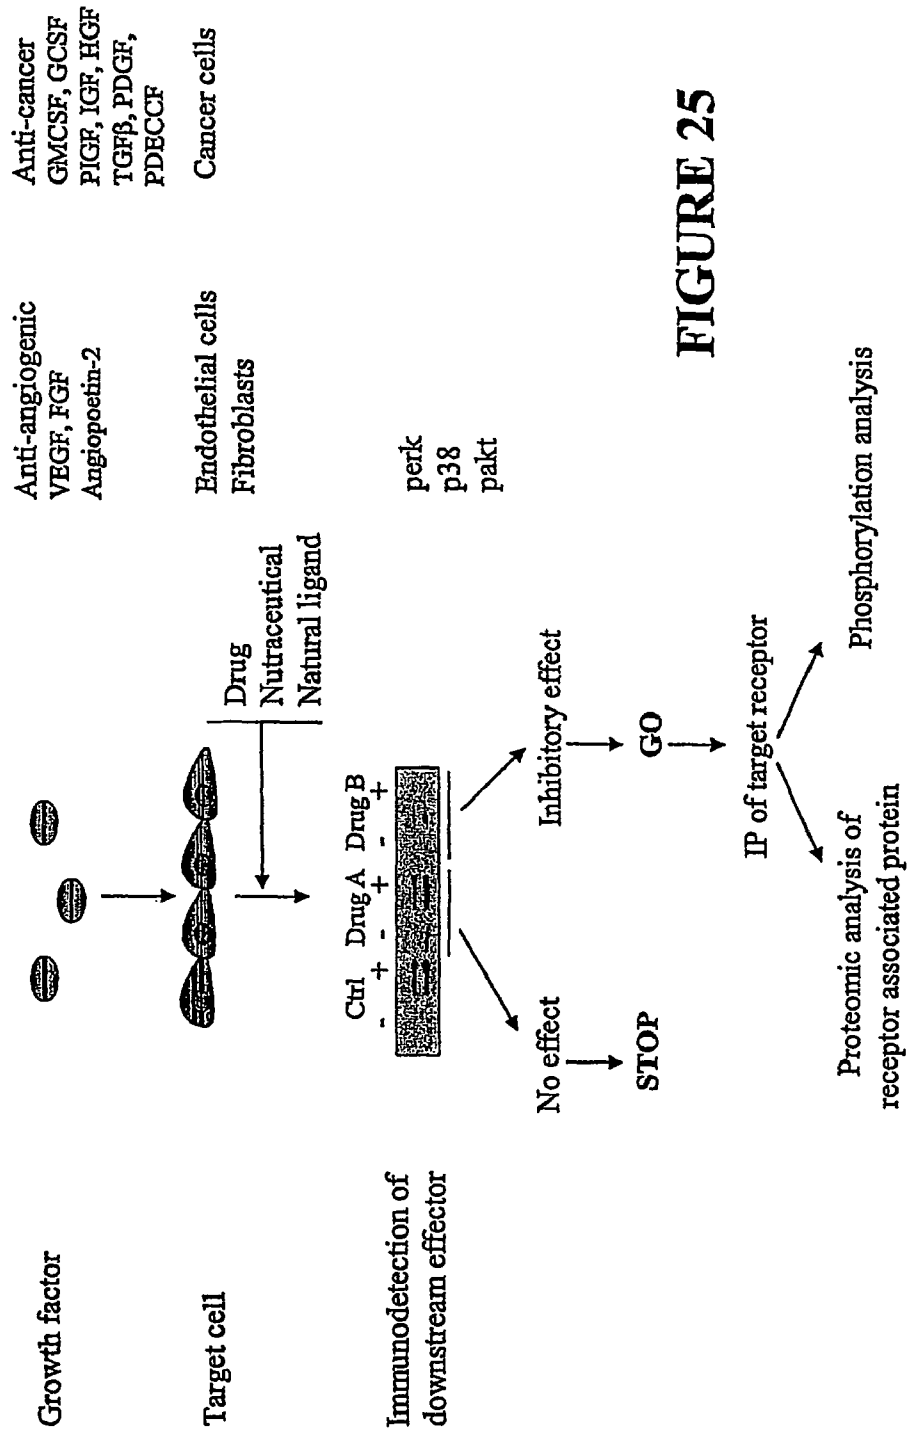 Growth factor
Anti-angiogenic
VEGF, FGF
Angiopoetin-2
Anti-cancer
GMCSF, GCSF
PIGF, IGF, HGF
TGFβ, PDGF,
PDECCF
Target cell
Endothelial cells
Fibroblasts
Cancer cells
Drug
Nutraceutical
Natural ligand
Immunodetection of
downstream effector
Ctrl Drug A Drug B
- + - + - +
perk
p38
pakt
No effect
Inhibitory effect
STOP
GO
IP of target receptor
Proteomic analysis of
receptor associated protein
Phosphorylation analysis
FIGURE 25